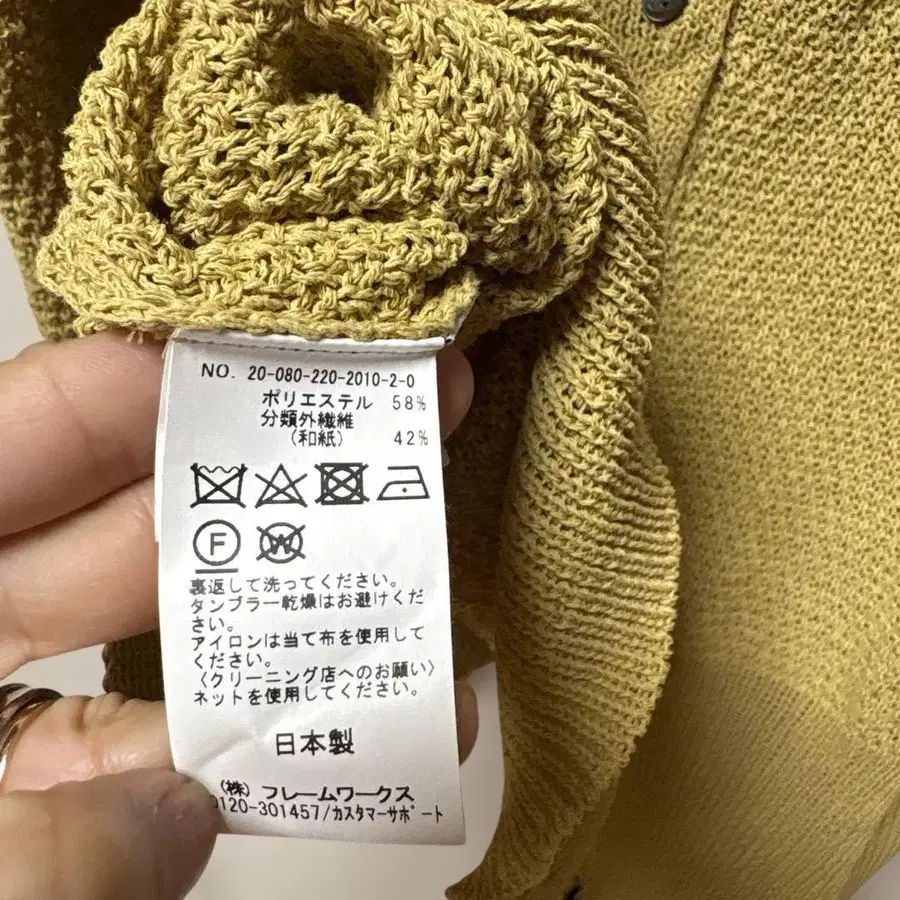 NO. 20-080-220-2010-2-0
ポリエステル 58%
分類外繊維
(和紙) 42%
F W
裏返して洗ってください。
タンブラー乾燥はお避けくだ
さい。
アイロンは当て布を使用して
ください。
〈クリーニング店へのお願い〉
ネットを使用してください。
日本製
(株) フレームワークス
0120-301457/カスタマーサポート